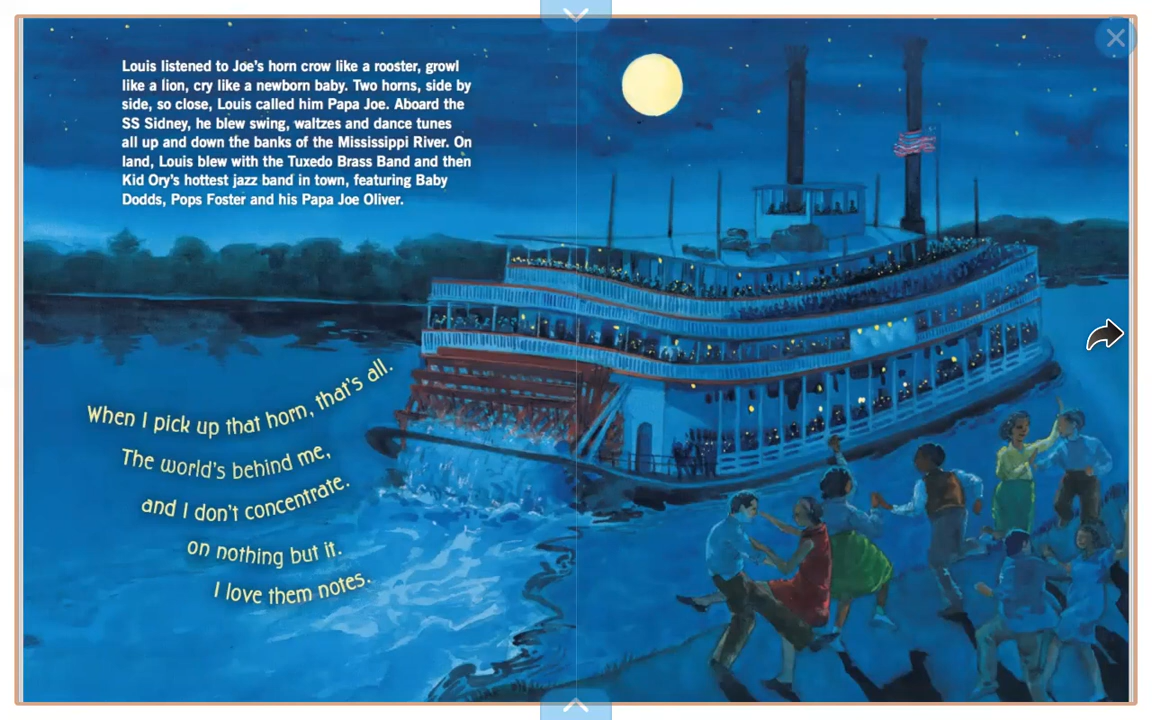 Louis listened to Joe's horn crow like a rooster, growl
like a lion, cry like a newborn baby. Two horns, side by
side, so close, Louis called him Papa Joe. Aboard the
SS Sidney, he blew swing, waltzes and dance tunes
all up and down the banks of the Mississippi River. On
land, Louis blew with the Tuxedo Brass Band and then
Kid Ory's hottest jazz band in town, featuring Baby
Dodds, Pops Foster and his Papa Joe Oliver.
When I pick up that horn, that's all.
The world's behind me,
and I don't concentrate.
on nothing but it.
I love them notes.